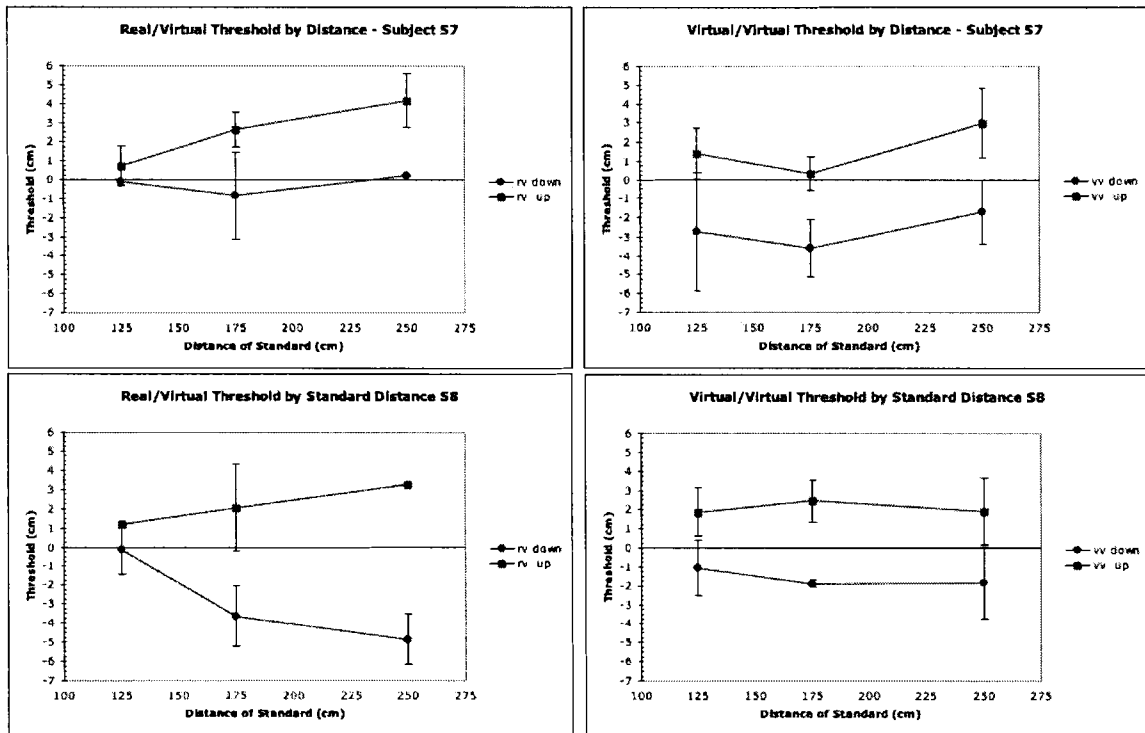 Real/Virtual Threshold by Distance - Subject S7
Threshold (cm)
6
5
4
3
2
1
0
-1
-2
-3
-4
-5
-6
-7
100 125 150 175 200 225 250 275
Distance of Standard (cm)
rv down
rv up
Virtual/Virtual Threshold by Distance - Subject S7
Threshold (cm)
6
5
4
3
2
1
0
-1
-2
-3
-4
-5
-6
-7
100 125 150 175 200 225 250 275
Distance of Standard (cm)
vv down
vv up
Real/Virtual Threshold by Standard Distance S8
Threshold (cm)
6
5
4
3
2
1
0
-1
-2
-3
-4
-5
-6
-7
100 125 150 175 200 225 250 275
Distance of Standard (cm)
rv down
rv up
Virtual/Virtual Threshold by Standard Distance S8
Threshold (cm)
6
5
4
3
2
1
0
-1
-2
-3
-4
-5
-6
-7
100 125 150 175 200 225 250 275
Distance of Standard (cm)
vv down
vv up